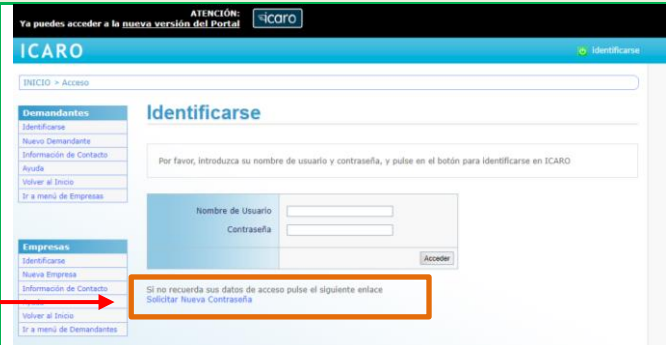 ATENCIÓN:
Ya puedes acceder a la nueva versión del Portal
icaro
ICARO
Identificarse
INICIO > Acceso
Demandantes
Identificarse
Nuevo Demandante
Información de Contacto
Ayuda
Volver al Inicio
Ir a menú de Empresas
Empresas
Identificarse
Nueva Empresa
Información de Contacto
Volver al Inicio
Ir a menú de Demandantes
Identificarse
Por favor, introduzca su nombre de usuario y contraseña, y pulse en el botón para identificarse en ICARO
Nombre de Usuario
Contraseña
Acceder
Si no recuerda sus datos de acceso pulse el siguiente enlace
Solicitar Nueva Contraseña